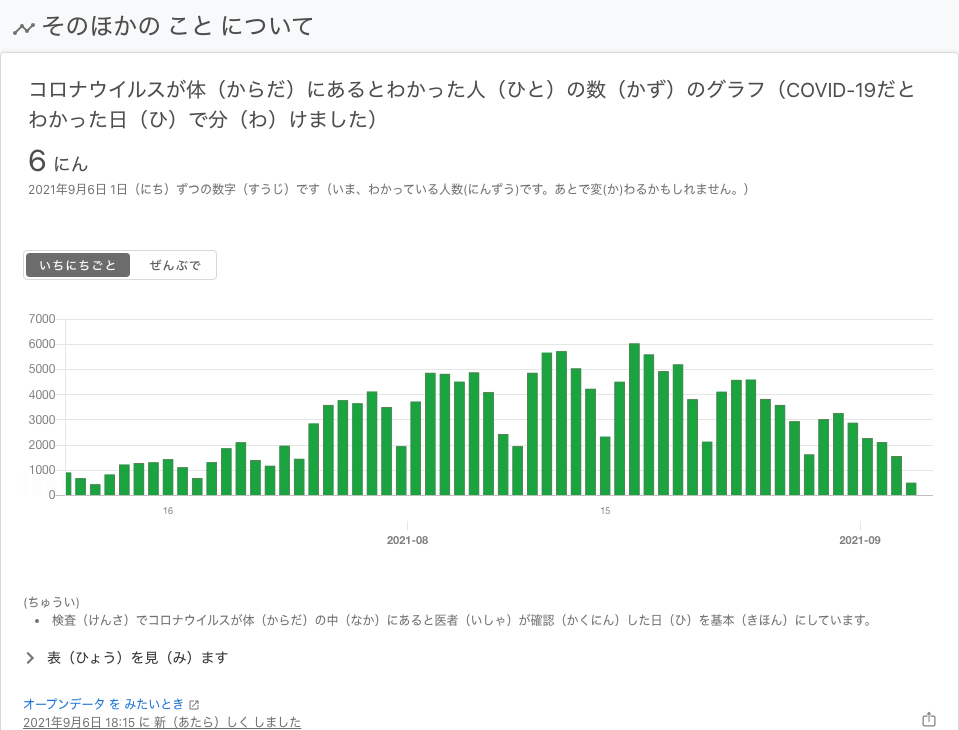 そのほかの こと に ついて
コロナウイルスが体（からだ）にあるとわかった人（ひと）の数（かず）のグラフ（COVID-19だと
わかった日（ひ）で分（わ）けました）
6 にん
2021年9月6日 1日（にち）ずつの数字（すうじ）です（いま、わかっている人数(にんずう)です。あとで変(か)わるかもしれません。）
いちにちごと ぜんぶで
7000
6000
5000
4000
3000
2000
1000
0
16 15
2021-08 2021-09
(ちゅうい)
• 検査（けんさ）でコロナウイルスが体（からだ）の中（なか）にあると医者（いしゃ）が確認（かくにん）した日（ひ）を基本（きほん）にしています。
表（ひょう）を見（み）ます
オープンデータ を みたいとき
2021年9月6日 18:15 に 新（あたら）しく しました